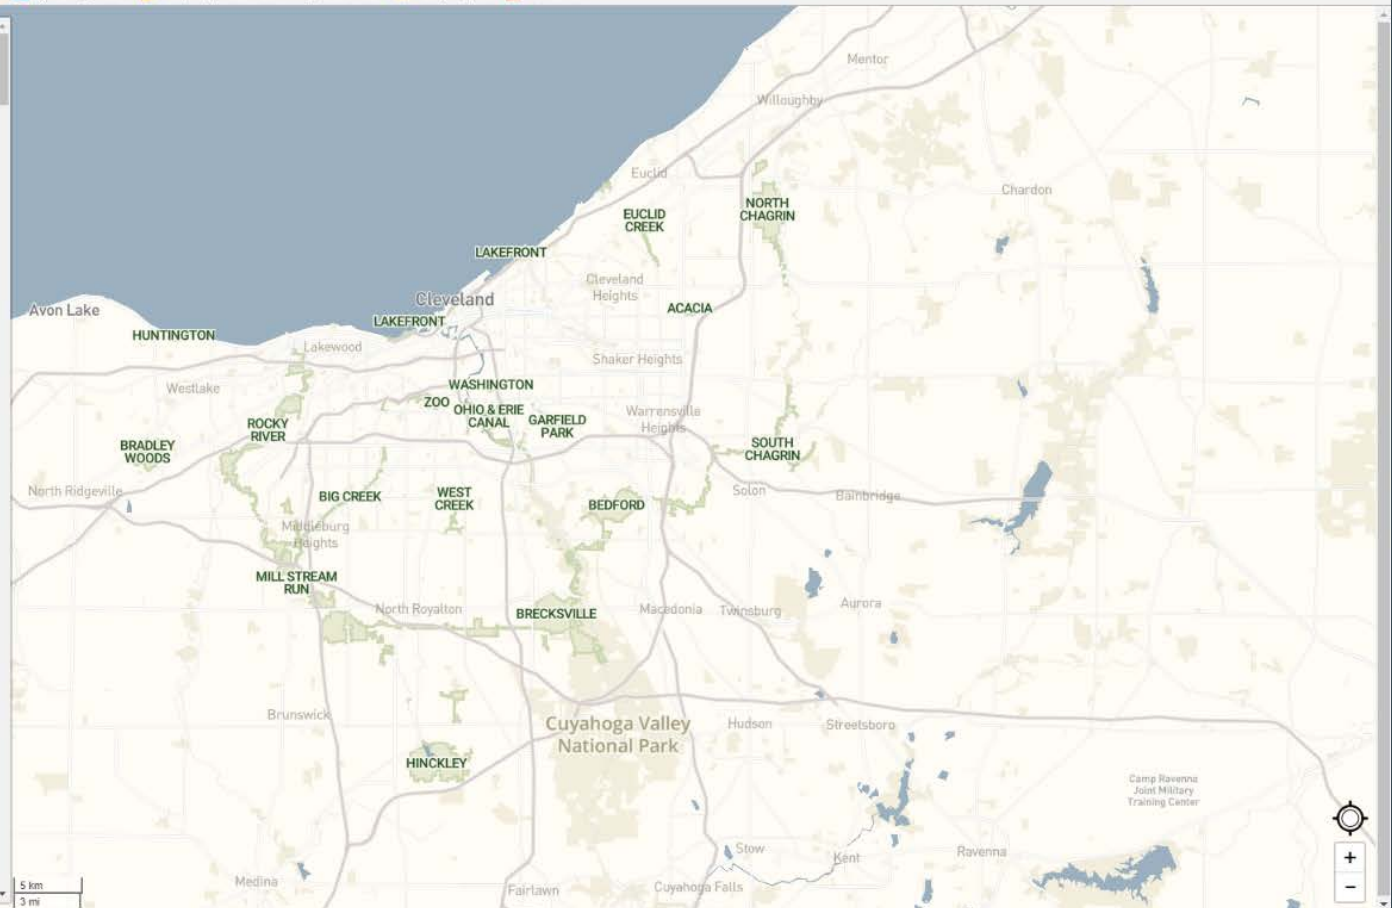 Mentor
Willoughby
Euclid
Chardon
NORTH
CHAGRIN
EUCLID
CREEK
LAKEFRONT
Cleveland
Heights
Cleveland
Avon Lake
ACACIA
LAKEFRONT
HUNTINGTON
Lakewood
Shaker Heights
Westlake
WASHINGTON
ZOO
OHIO & ERIE
CANAL
GARFIELD
PARK
Warrensville
Heights
ROCKY
RIVER
BRADLEY
WOODS
SOUTH
CHAGRIN
North Ridgeville
BIG CREEK
WEST
CREEK
BEDFORD
Solon
Bainbridge
Middleburg
Heights
MILL STREAM
RUN
North Royalton
BRECKSVILLE
Macedonia
Twinsburg
Aurora
Brunswick
Cuyahoga Valley
National Park
Hudson
Streetsboro
HINCKLEY
Camp Ravenna
Joint Military
Training Center
Stow
Kent
Ravenna
Medina
Fairlawn
Cuyahoga Falls
5 km
3 mi
+
−